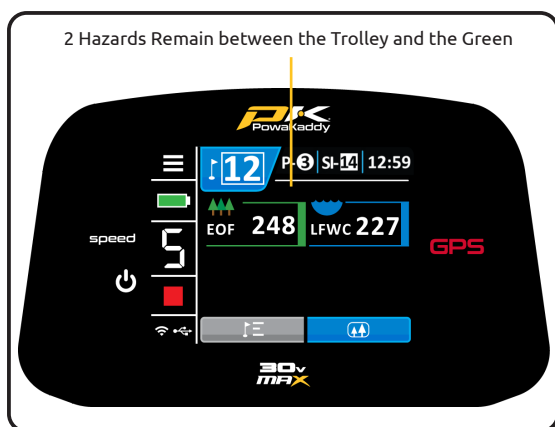 2 Hazards Remain between the Trolley and the Green
PK
PowaKaddy
12 P-3 SI-14 12:59
EOF 248 LFWC 227
speed
5
GPS
30v
MAX